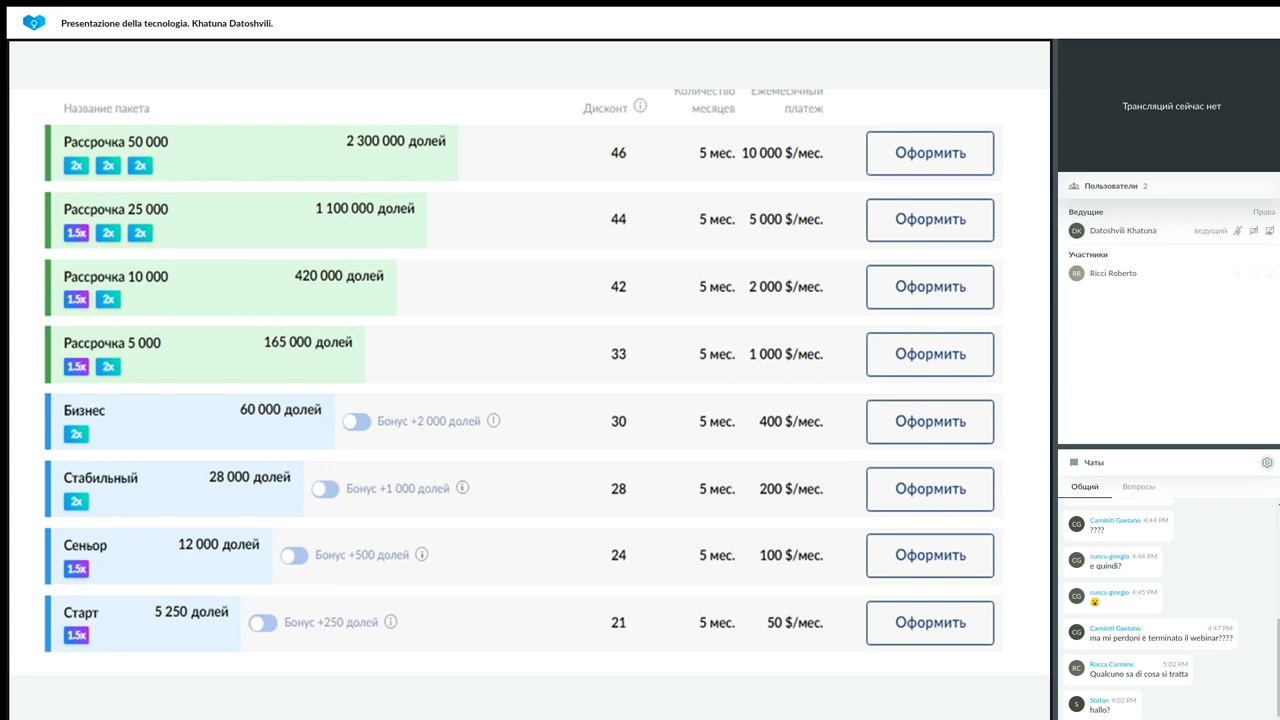 Presentazione della tecnologia. Khatuna Datoshvili.
Название пакета
Дисконт
Количество месяцев
Ежемесячный платеж
Рассрочка 50 000
2 300 000 долей
2x 2x 2x
46
5 мес.
10 000 $/мес.
Оформить
Рассрочка 25 000
1 100 000 долей
1.5x 2x 2x
44
5 мес.
5 000 $/мес.
Оформить
Рассрочка 10 000
420 000 долей
1.5x 2x
42
5 мес.
2 000 $/мес.
Оформить
Рассрочка 5 000
165 000 долей
1.5x 2x
33
5 мес.
1 000 $/мес.
Оформить
Бизнес
60 000 долей
2x
Бонус +2 000 долей
30
5 мес.
400 $/мес.
Оформить
Стабильный
28 000 долей
2x
Бонус +1 000 долей
28
5 мес.
200 $/мес.
Оформить
Сеньор
12 000 долей
1.5x
Бонус +500 долей
24
5 мес.
100 $/мес.
Оформить
Старт
5 250 долей
1.5x
Бонус +250 долей
21
5 мес.
50 $/мес.
Оформить
Трансляций сейчас нет
Пользователи 2
Ведущие
Права
DK Datoshvili Khatuna
ведущий
Участники
RR Ricci Roberto
Чаты
Общий
Вопросы
CG Caminiti Gaetano 4:44 PM
????
CG cuncu giorgio 4:44 PM
e quindi?
CG cuncu giorgio 4:45 PM
😮
CG Caminiti Gaetano 4:47 PM
ma mi perdoni è terminato il webinar????
RC Rocca Carmine 5:02 PM
Qualcuno sa di cosa si tratta
S Stefan 4:02 PM
hallo?